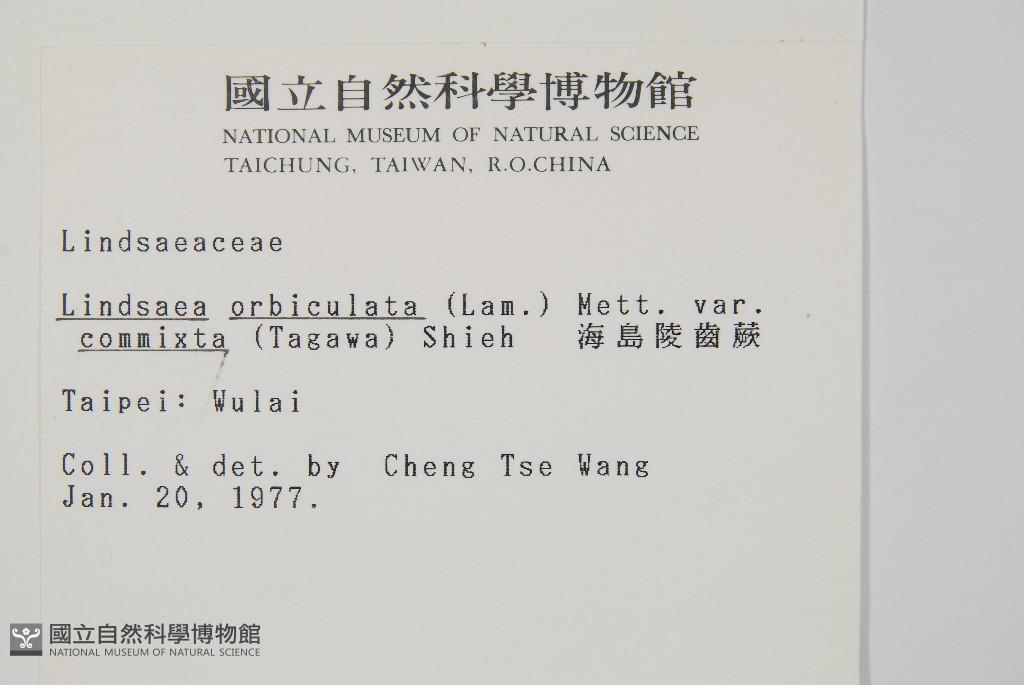 國立自然科學博物館
NATIONAL MUSEUM OF NATURAL SCIENCE
TAICHUNG, TAIWAN, R.O.CHINA
Lindsaeaceae
Lindsaea orbiculata (Lam.) Mett. var.
commixta (Tagawa) Shieh 海島陵齒蕨
Taipei: Wulai
Coll. & det. by Cheng Tse Wang
Jan. 20, 1977.
國立自然科學博物館
NATIONAL MUSEUM OF NATURAL SCIENCE